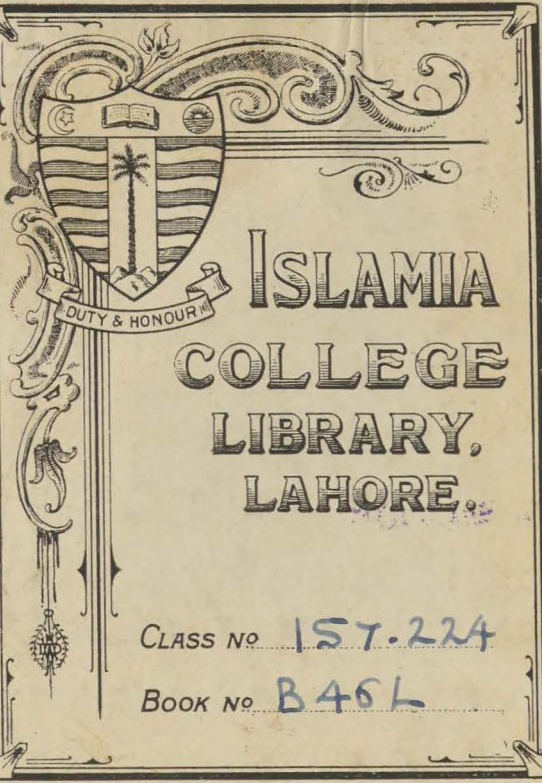 DUTY & HONOUR
ISLAMIA
COLLEGE
LIBRARY,
LAHORE.
CLASS NO 157.224
BOOK NO B46L